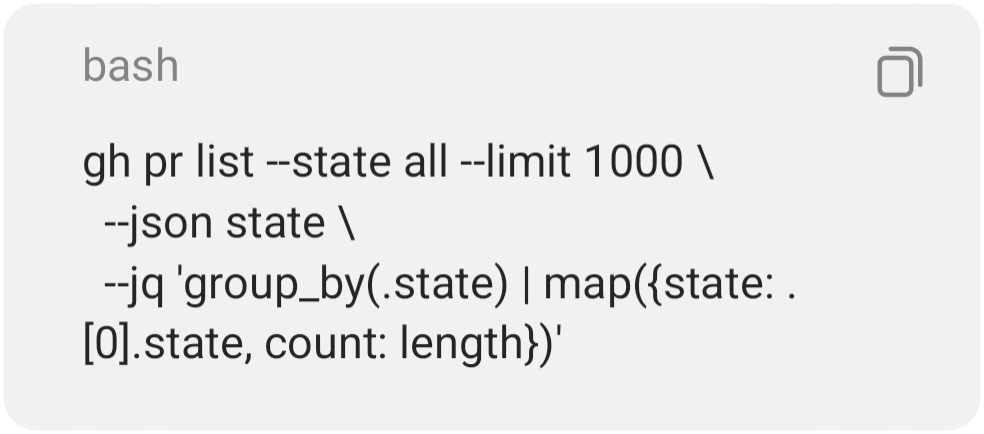 bash
gh pr list --state all --limit 1000 \
  --json state \
  --jq 'group_by(.state) | map({state: .
[0].state, count: length})'